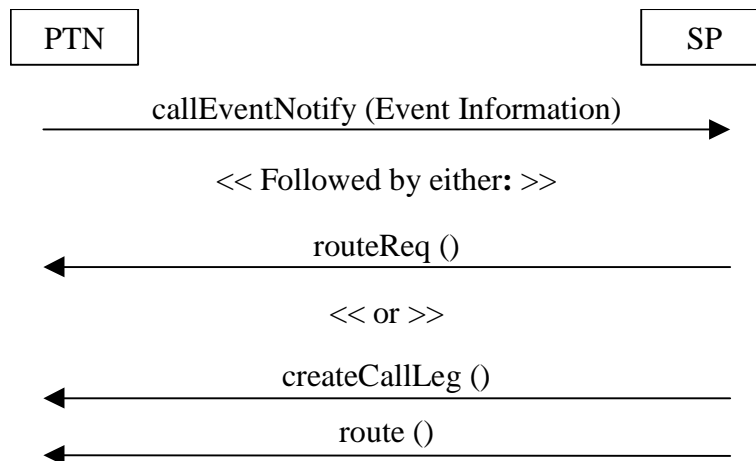 PTN
SP
callEventNotify (Event Information)
<< Followed by either: >>
routeReq ()
<< or >>
createCallLeg ()
route ()